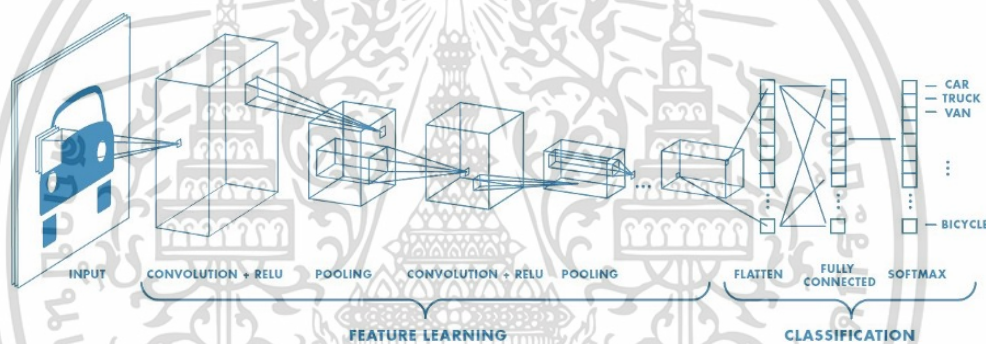 CAR
TRUCK
VAN
BICYCLE
INPUT
CONVOLUTION + RELU
POOLING
CONVOLUTION + RELU
POOLING
FLATTEN
FULLY
CONNECTED
SOFTMAX
FEATURE LEARNING
CLASSIFICATION